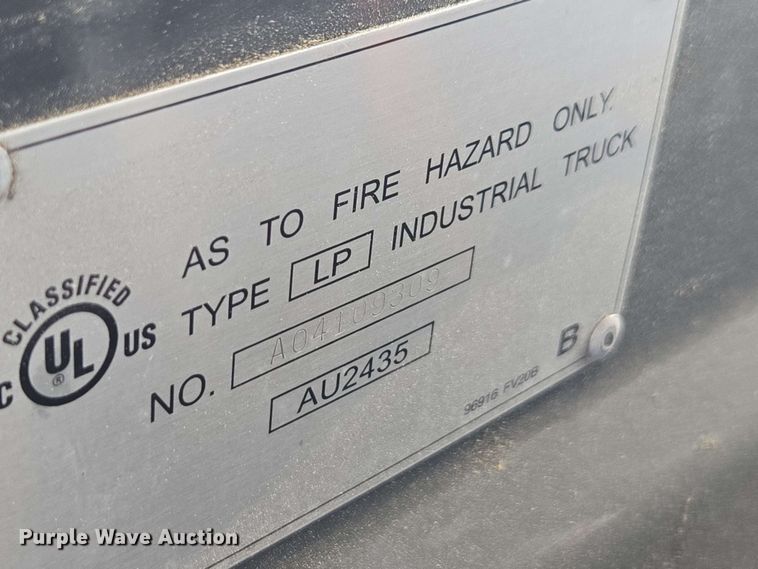 AS TO FIRE HAZARD ONLY.
TYPE LP INDUSTRIAL TRUCK
NO. A04109309
AU2435
CLASSIFIED
C UL ® US
96916 FV20B
B
Purple Wave Auction